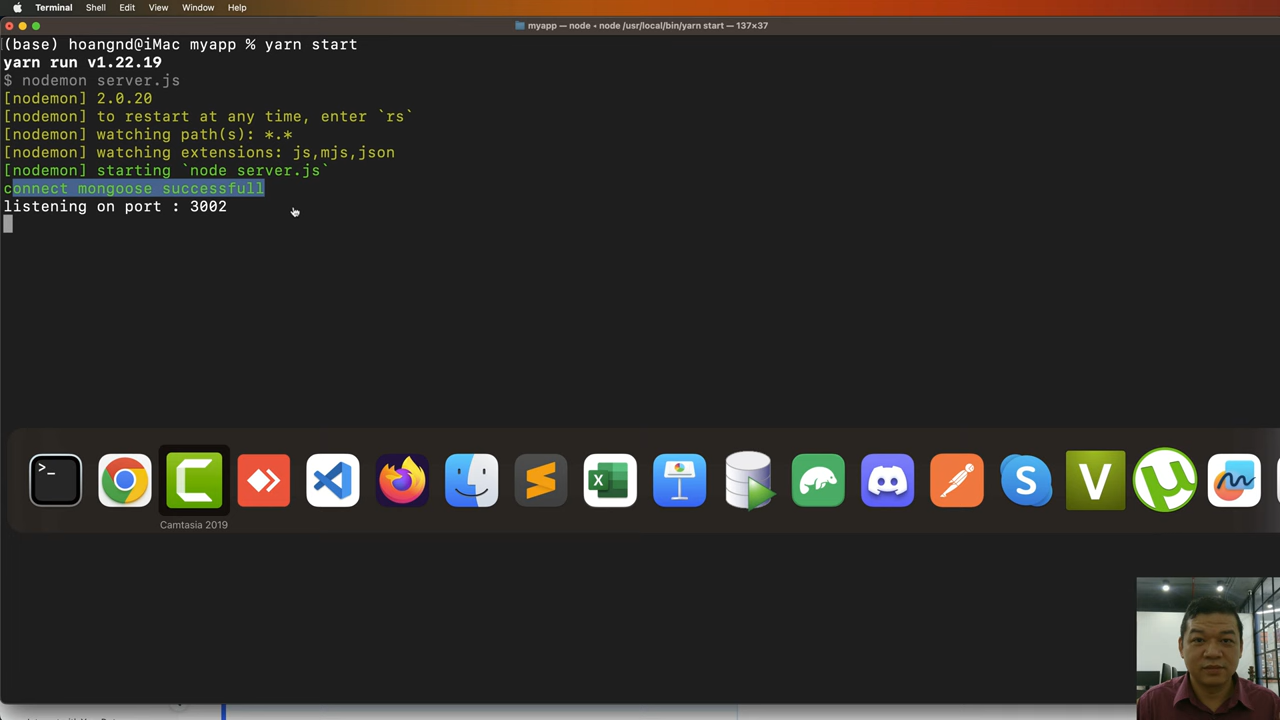 Terminal Shell Edit View Window Help
myapp — node • node /usr/local/bin/yarn start — 137×37
(base) hoangnd@iMac myapp % yarn start
yarn run v1.22.19
$ nodemon server.js
[nodemon] 2.0.20
[nodemon] to restart at any time, enter `rs`
[nodemon] watching path(s): *.*
[nodemon] watching extensions: js,mjs,json
[nodemon] starting `node server.js`
connect mongoose successfull
listening on port : 3002
Camtasia 2019